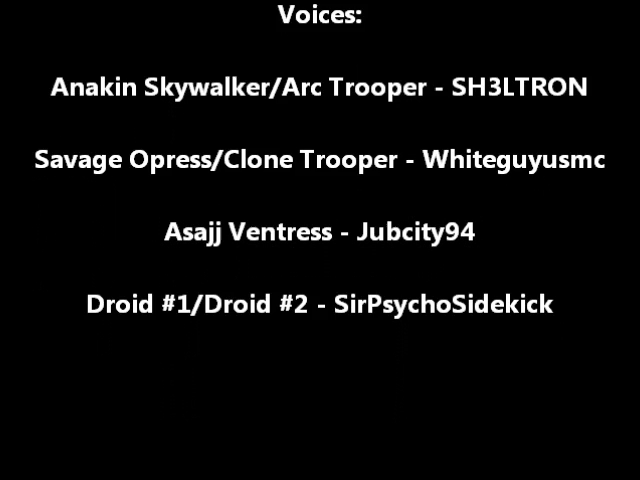 Voices:
Anakin Skywalker/Arc Trooper - SH3LTRON
Savage Opress/Clone Trooper - Whiteguyusmc
Asajj Ventress - Jubcity94
Droid #1/Droid #2 - SirPsychoSidekick